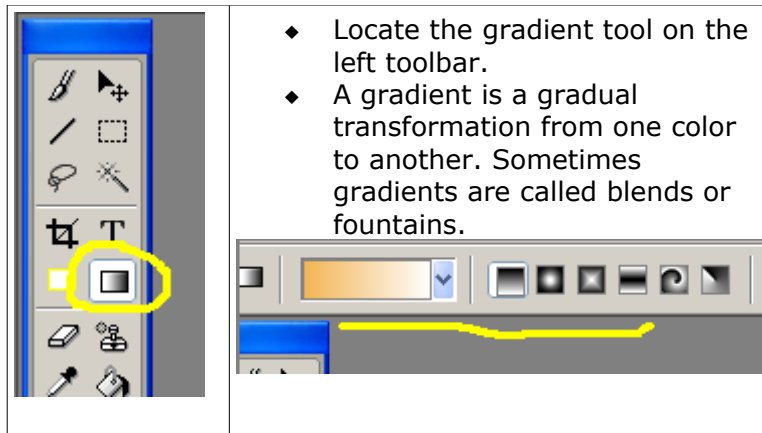 ◆ Locate the gradient tool on the
left toolbar.
◆ A gradient is a gradual
transformation from one color
to another. Sometimes
gradients are called blends or
fountains.
T